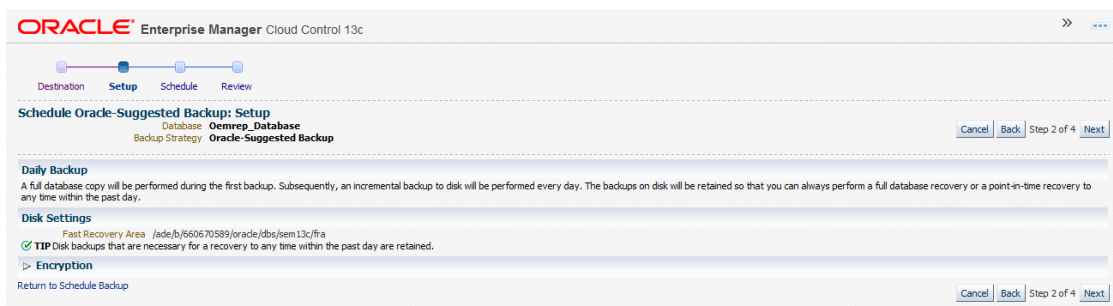 ORACLE® Enterprise Manager Cloud Control 13c
Destination Setup Schedule Review
Schedule Oracle-Suggested Backup: Setup
Database Oemrep_Database
Backup Strategy Oracle-Suggested Backup
Cancel Back Step 2 of 4 Next
Daily Backup
A full database copy will be performed during the first backup. Subsequently, an incremental backup to disk will be performed every day. The backups on disk will be retained so that you can always perform a full database recovery or a point-in-time recovery to
any time within the past day.
Disk Settings
Fast Recovery Area /ade/b/660670589/oracle/dbs/sem13c/fra
TIP Disk backups that are necessary for a recovery to any time within the past day are retained.
Encryption
Return to Schedule Backup
Cancel Back Step 2 of 4 Next